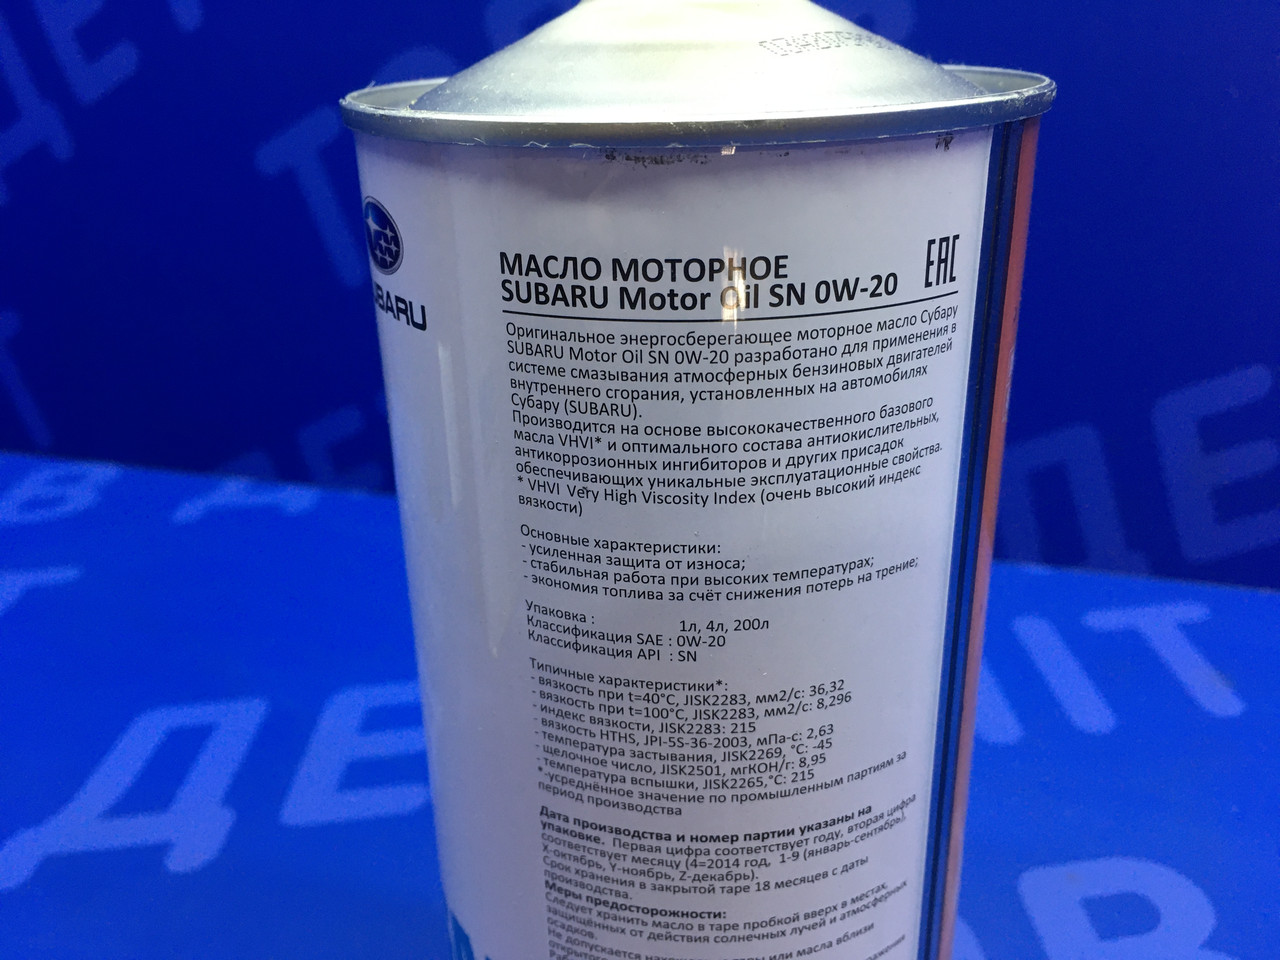 SUBARU
МАСЛО МОТОРНОЕ
SUBARU Motor Oil SN 0W-20
EAC
Оригинальное энергосберегающее моторное масло Субару
SUBARU Motor Oil SN 0W-20 разработано для применения в
системе смазывания атмосферных бензиновых двигателей
внутреннего сгорания, установленных на автомобилях
Субару (SUBARU).
Производится на основе высококачественного базового
масла VHVI* и оптимального состава антиокислительных,
антикоррозионных ингибиторов и других присадок
обеспечивающих уникальные эксплуатационные свойства.
* VHVI Very High Viscosity Index (очень высокий индекс
вязкости)
Основные характеристики:
- усиленная защита от износа;
- стабильная работа при высоких температурах;
- экономия топлива за счёт снижения потерь на трение;
Упаковка : 1л, 4л, 200л
Классификация SAE : 0W-20
Классификация API : SN
Типичные характеристики*:
- вязкость при t=40°C, JISK2283, мм2/с: 36,32
- вязкость при t=100°C, JISK2283, мм2/с: 8,296
- индекс вязкости, JISK2283: 215
- вязкость HTHS, JPI-5S-36-2003, мПа-с: 2,63
- температура застывания, JISK2269, °C: -45
- щелочное число, JISK2501, мгКОН/г: 8,95
- температура вспышки, JISK2265,°C: 215
*-усреднённое значение по промышленным партиям за
период производства
Дата производства и номер партии указаны на
упаковке. Первая цифра соответствует году, вторая цифра
соответствует месяцу (4=2014 год, 1-9 (январь-сентябрь),
X-октябрь, Y-ноябрь, Z-декабрь).
Срок хранения в закрытой таре 18 месяцев с даты
производства.
Меры предосторожности:
Следует хранить масло в таре пробкой вверх в местах,
защищённых от действия солнечных лучей и атмосферных
осадков.
Не допускается тары или масла вблизи
открытого